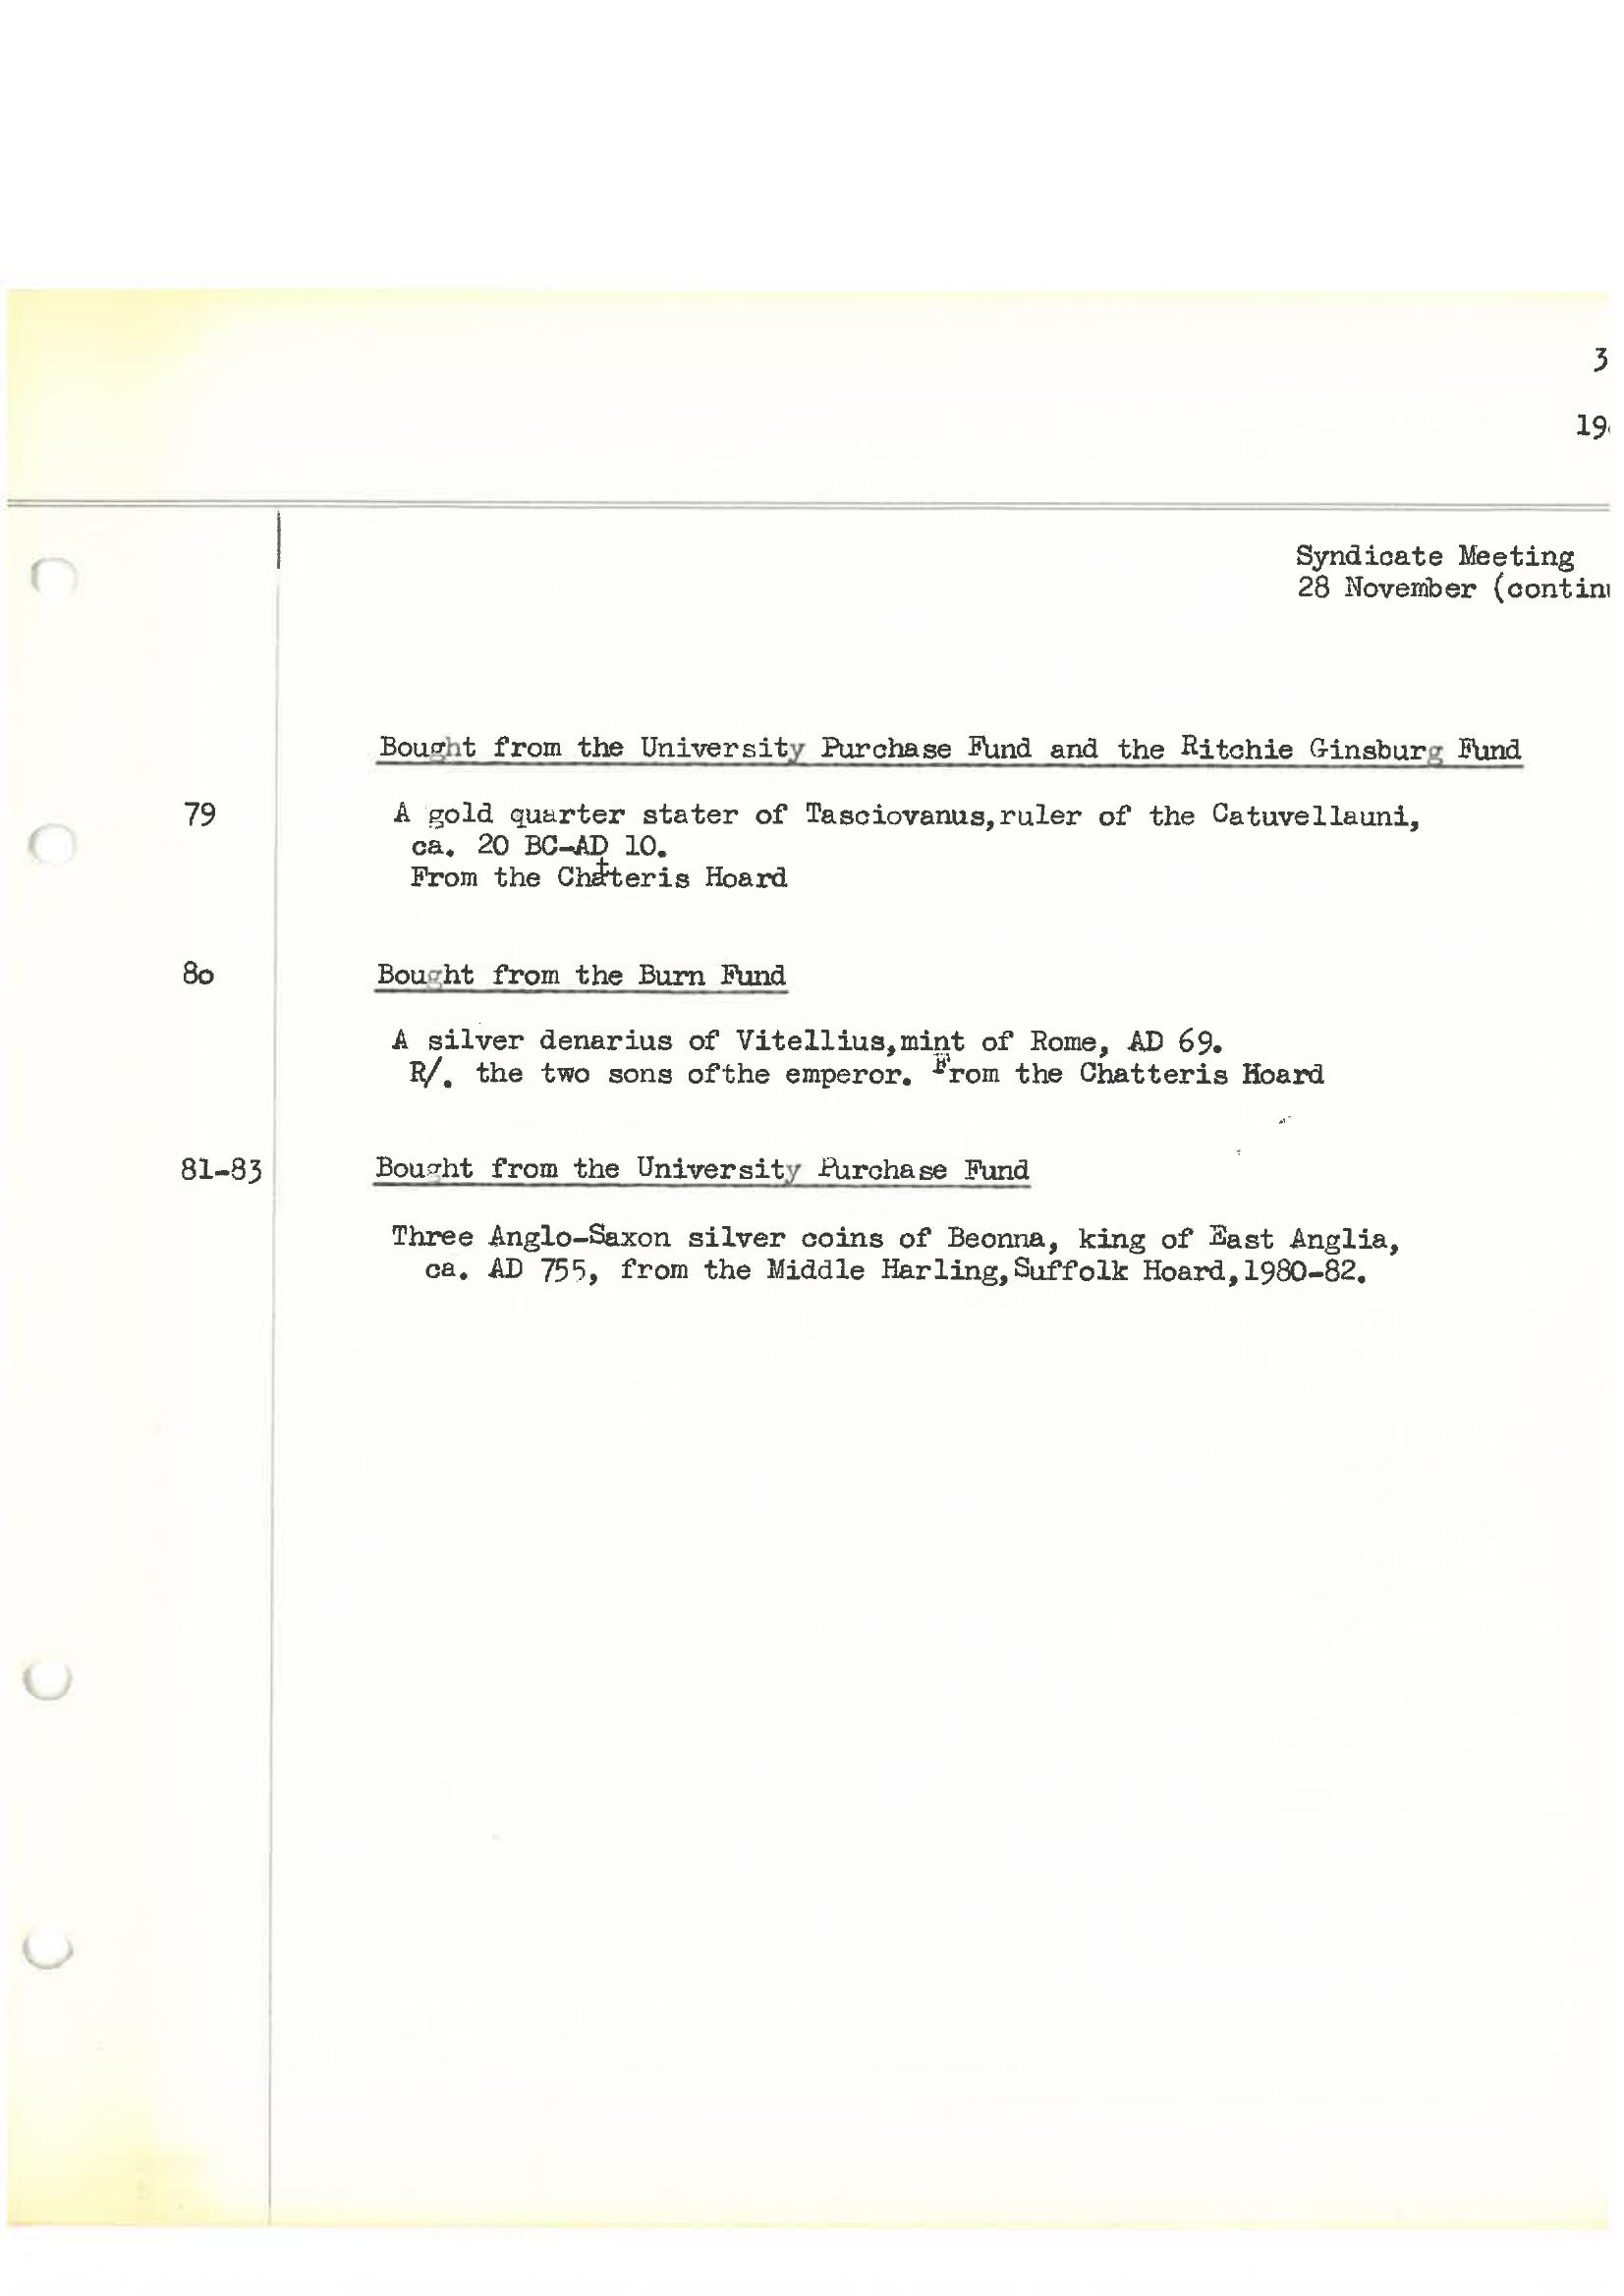 3
19
Syndicate Meeting
28 November (contin
Bought from the University Purchase Fund and the Ritchie Ginsburg Fund
79 A gold quarter stater of Tasciovanus,ruler of the Catuvellauni,
ca. 20 BC-AD 10.
From the Chatteris Hoard
80 Bought from the Burn Fund
A silver denarius of Vitellius,mint of Rome, AD 69.
R/. the two sons ofthe emperor. From the Chatteris Hoard
81-83 Bought from the University Purchase Fund
Three Anglo-Saxon silver coins of Beonna, king of East Anglia,
ca. AD 755, from the Middle Harling,Suffolk Hoard,1980-82.